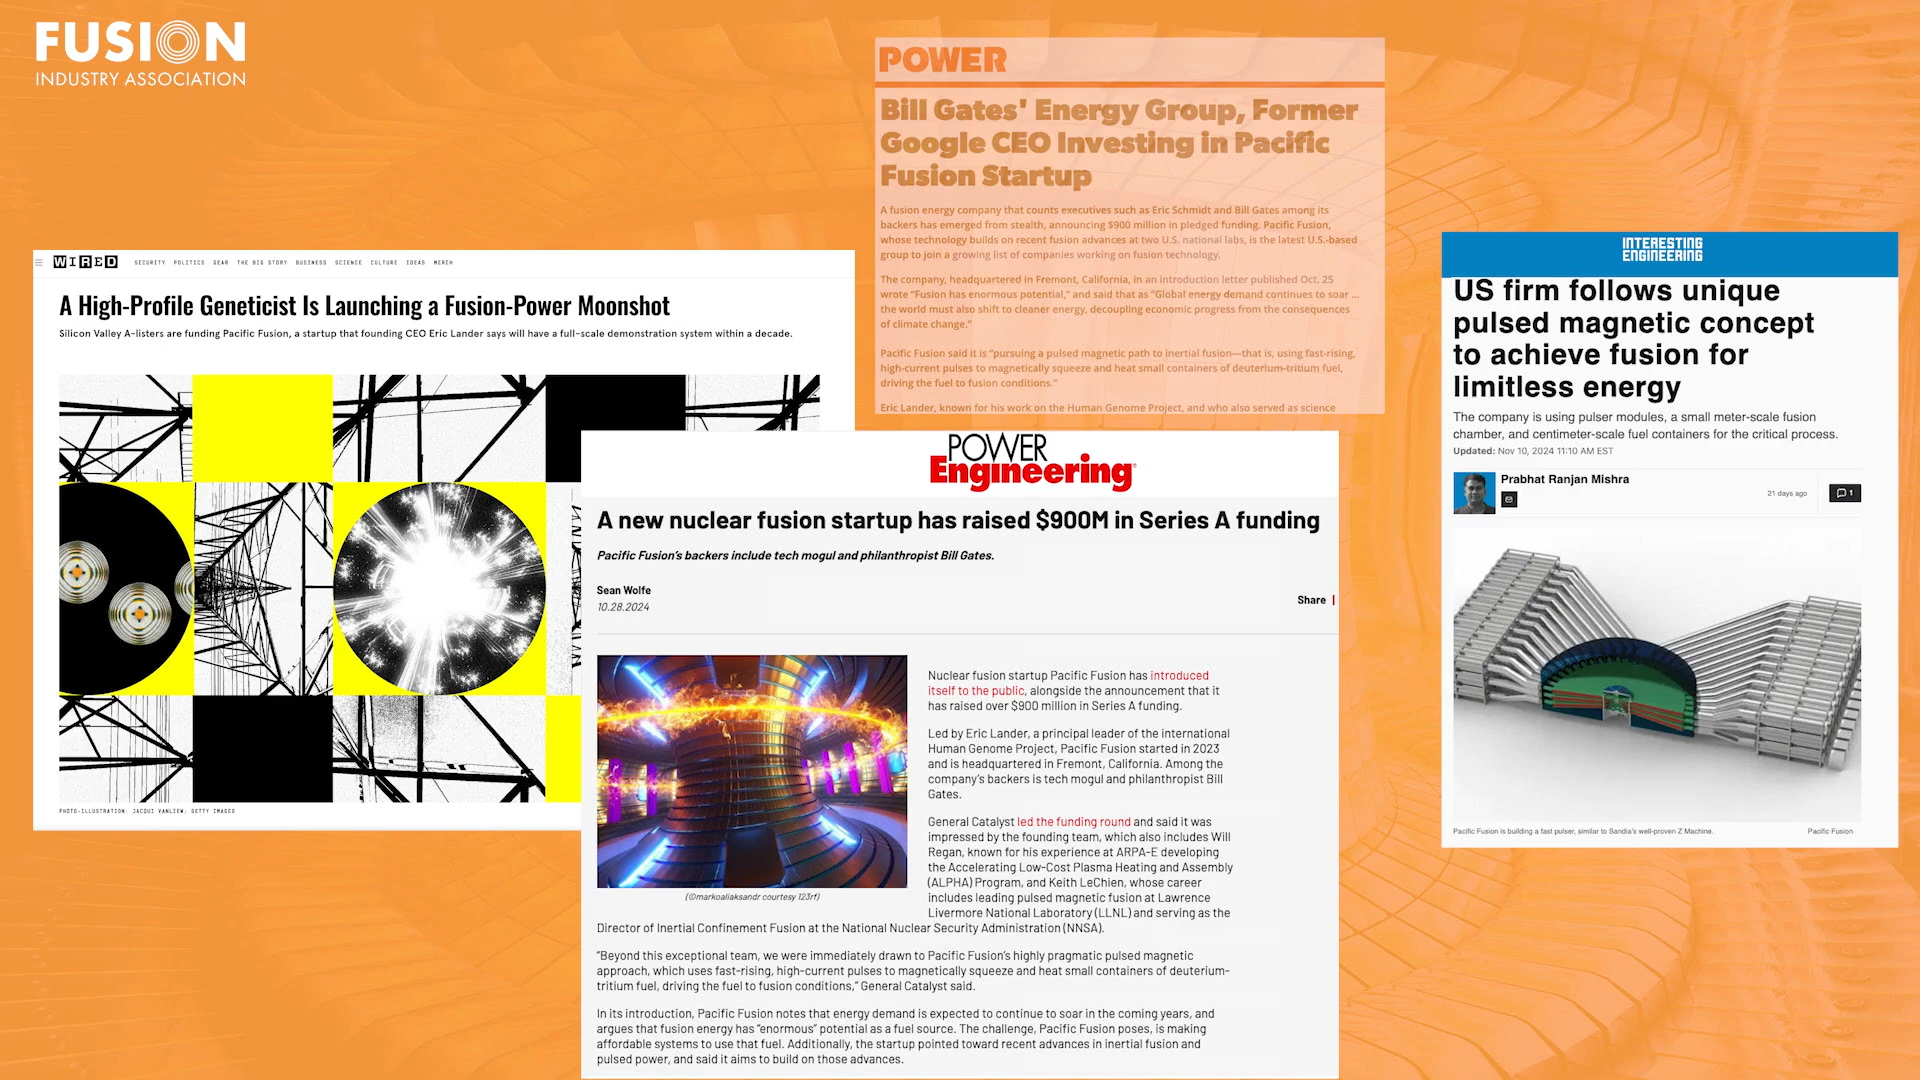 FUSION
INDUSTRY ASSOCIATION
POWER
Bill Gates' Energy Group, Former
Google CEO Investing in Pacific
Fusion Startup
A fusion energy company that counts executives such as Eric Schmidt and Bill Gates among its
backers has emerged from stealth, announcing $900 million in pledged funding. Pacific Fusion,
whose technology builds on recent fusion advances at two U.S. national labs, is the latest U.S.-based
group to join a growing list of companies working on fusion technology.
The company, headquartered in Fremont, California, in an introduction letter published Oct. 25
wrote "Fusion has enormous potential," and said that as "Global energy demand continues to soar ...
the world must also shift to cleaner energy, decoupling economic progress from the consequences
of climate change."
Pacific Fusion said it is "pursuing a pulsed magnetic path to inertial fusion—that is, using fast-rising,
high-current pulses to magnetically squeeze and heat small containers of deuterium-tritium fuel,
driving the fuel to fusion conditions."
Eric Lander, known for his work on the Human Genome Project, and who also served as science
WIRED
SECURITY POLITICS GEAR THE BIG STORY BUSINESS SCIENCE CULTURE IDEAS MERCH
A High-Profile Geneticist Is Launching a Fusion-Power Moonshot
Silicon Valley A-listers are funding Pacific Fusion, a startup that founding CEO Eric Lander says will have a full-scale demonstration system within a decade.
PHOTO-ILLUSTRATION: JACQUI VANLIEW; GETTY IMAGES
POWER
Engineering
A new nuclear fusion startup has raised $900M in Series A funding
Pacific Fusion's backers include tech mogul and philanthropist Bill Gates.
Sean Wolfe
10.28.2024
Share
(©markoaliaksandr courtesy 123rf)
Nuclear fusion startup Pacific Fusion has introduced
itself to the public, alongside the announcement that it
has raised over $900 million in Series A funding.
Led by Eric Lander, a principal leader of the international
Human Genome Project, Pacific Fusion started in 2023
and is headquartered in Fremont, California. Among the
company's backers is tech mogul and philanthropist Bill
Gates.
General Catalyst led the funding round and said it was
impressed by the founding team, which also includes Will
Regan, known for his experience at ARPA-E developing
the Accelerating Low-Cost Plasma Heating and Assembly
(ALPHA) Program, and Keith LeChien, whose career
includes leading pulsed magnetic fusion at Lawrence
Livermore National Laboratory (LLNL) and serving as the
Director of Inertial Confinement Fusion at the National Nuclear Security Administration (NNSA).
"Beyond this exceptional team, we were immediately drawn to Pacific Fusion's highly pragmatic pulsed magnetic
approach, which uses fast-rising, high-current pulses to magnetically squeeze and heat small containers of deuterium-
tritium fuel, driving the fuel to fusion conditions," General Catalyst said.
In its introduction, Pacific Fusion notes that energy demand is expected to continue to soar in the coming years, and
argues that fusion energy has "enormous" potential as a fuel source. The challenge, Pacific Fusion poses, is making
affordable systems to use that fuel. Additionally, the startup pointed toward recent advances in inertial fusion and
pulsed power, and said it aims to build on those advances.
INTERESTING
ENGINEERING
US firm follows unique
pulsed magnetic concept
to achieve fusion for
limitless energy
The company is using pulser modules, a small meter-scale fusion
chamber, and centimeter-scale fuel containers for the critical process.
Updated: Nov 10, 2024 11:10 AM EST
Prabhat Ranjan Mishra
21 days ago
1
Pacific Fusion is building a fast pulser, similar to Sandia's well-proven Z Machine.
Pacific Fusion